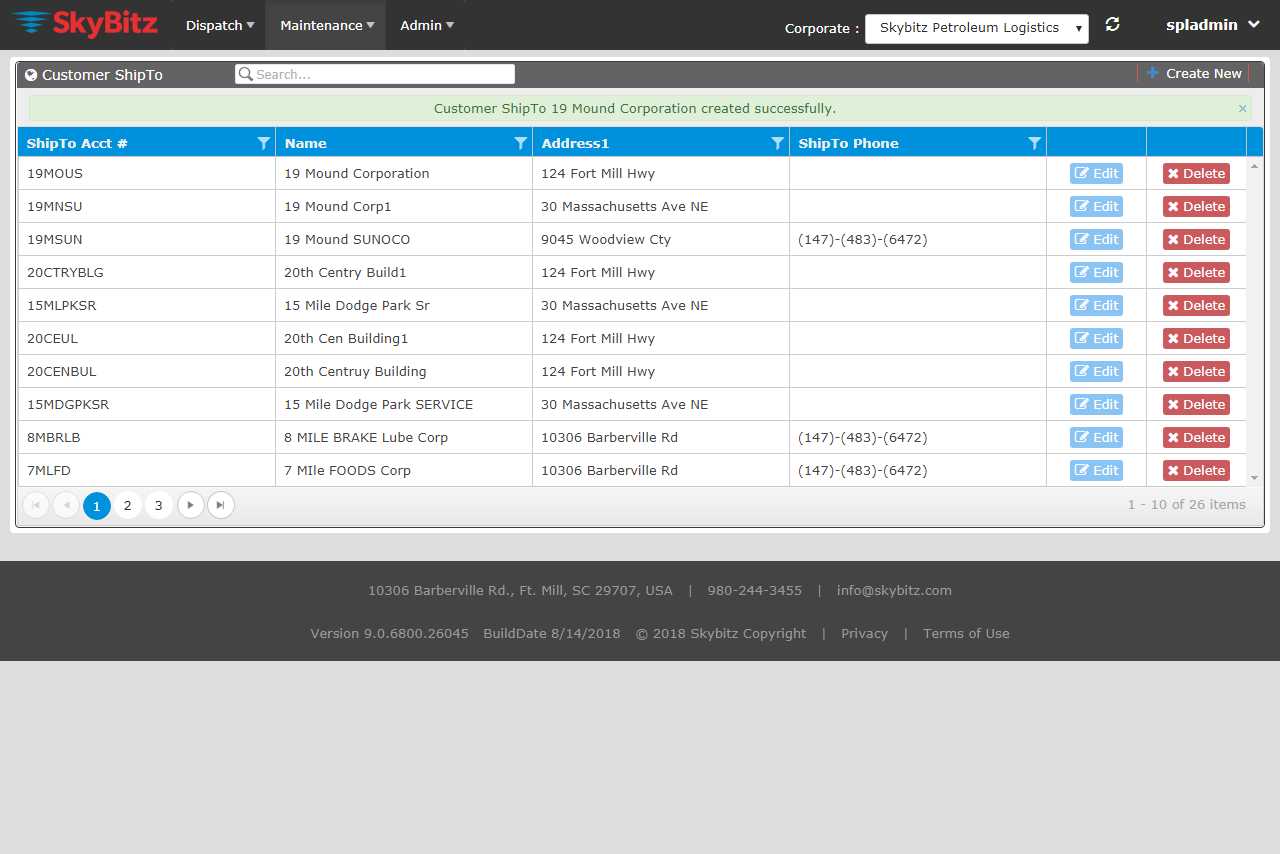 SkyBitz Dispatch Maintenance Admin Corporate : Skybitz Petroleum Logistics spladmin
Customer ShipTo Search... Create New
Customer ShipTo 19 Mound Corporation created successfully. ×
ShipTo Acct # Name Address1 ShipTo Phone
19MOUS 19 Mound Corporation 124 Fort Mill Hwy Edit Delete
19MNSU 19 Mound Corp1 30 Massachusetts Ave NE Edit Delete
19MSUN 19 Mound SUNOCO 9045 Woodview Cty (147)-(483)-(6472) Edit Delete
20CTRYBLG 20th Centry Build1 124 Fort Mill Hwy Edit Delete
15MLPKSR 15 Mile Dodge Park Sr 30 Massachusetts Ave NE Edit Delete
20CEUL 20th Cen Building1 124 Fort Mill Hwy Edit Delete
20CENBUL 20th Centruy Building 124 Fort Mill Hwy Edit Delete
15MDGPKSR 15 Mile Dodge Park SERVICE 30 Massachusetts Ave NE Edit Delete
8MBRLB 8 MILE BRAKE Lube Corp 10306 Barberville Rd (147)-(483)-(6472) Edit Delete
7MLFD 7 MIle FOODS Corp 10306 Barberville Rd (147)-(483)-(6472) Edit Delete
1 2 3 1 - 10 of 26 items
10306 Barberville Rd., Ft. Mill, SC 29707, USA | 980-244-3455 | info@skybitz.com
Version 9.0.6800.26045 BuildDate 8/14/2018 © 2018 Skybitz Copyright | Privacy | Terms of Use